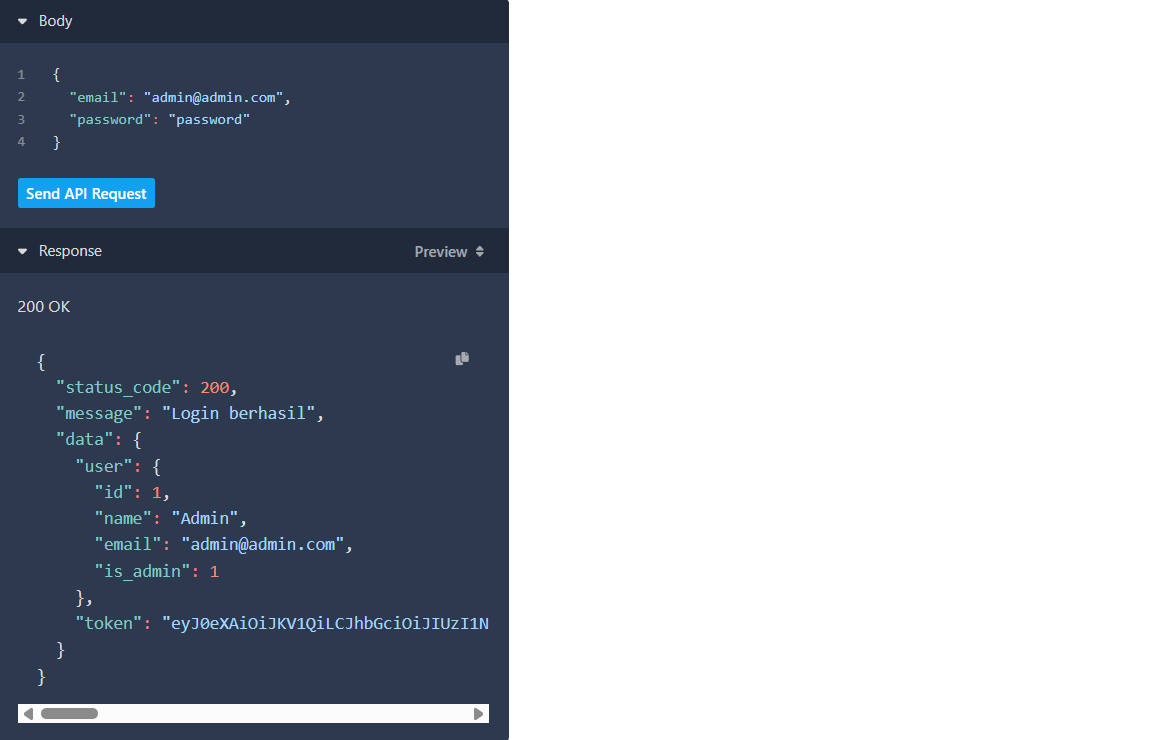 Body
1 {
2 "email": "admin@admin.com",
3 "password": "password"
4 }
Send API Request
Response Preview
200 OK
{
"status_code": 200,
"message": "Login berhasil",
"data": {
"user": {
"id": 1,
"name": "Admin",
"email": "admin@admin.com",
"is_admin": 1
},
"token": "eyJ0eXAiOiJKV1QiLCJhbGciOiJIUzI1N
}
}